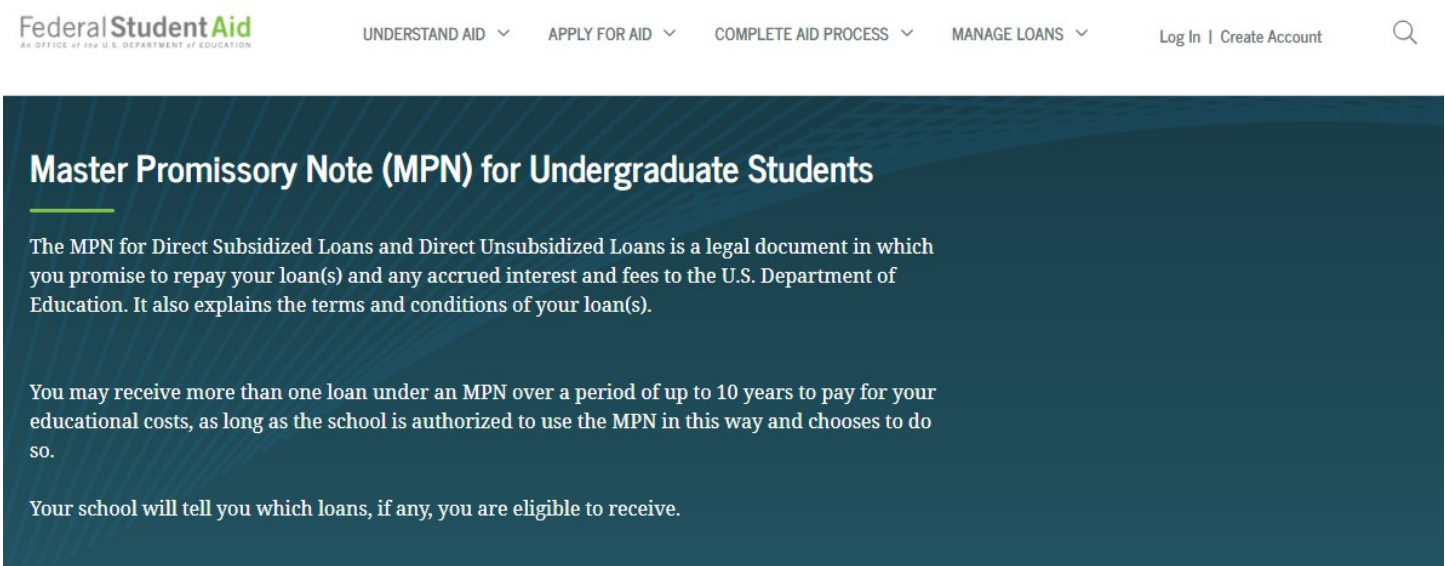 Federal Student Aid
An OFFICE of the U.S. DEPARTMENT of EDUCATION
UNDERSTAND AID
APPLY FOR AID
COMPLETE AID PROCESS
MANAGE LOANS
Log In | Create Account
Master Promissory Note (MPN) for Undergraduate Students
The MPN for Direct Subsidized Loans and Direct Unsubsidized Loans is a legal document in which
you promise to repay your loan(s) and any accrued interest and fees to the U.S. Department of
Education. It also explains the terms and conditions of your loan(s).
You may receive more than one loan under an MPN over a period of up to 10 years to pay for your
educational costs, as long as the school is authorized to use the MPN in this way and chooses to do
so.
Your school will tell you which loans, if any, you are eligible to receive.